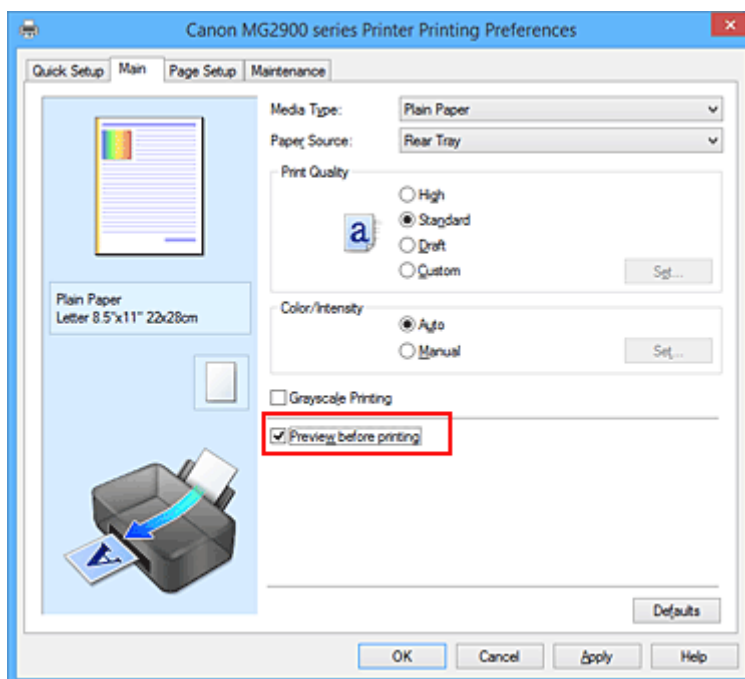 Canon MG2900 series Printer Printing Preferences
Quick Setup Main Page Setup Maintenance
Media Type: Plain Paper
Paper Source: Rear Tray
Print Quality
High
a Standard
Draft
Custom Set...
Plain Paper
Letter 8.5"x11" 22x28cm
Color/Intensity
Auto
Manual Set...
Grayscale Printing
Preview before printing
A
Defaults
OK Cancel Apply Help